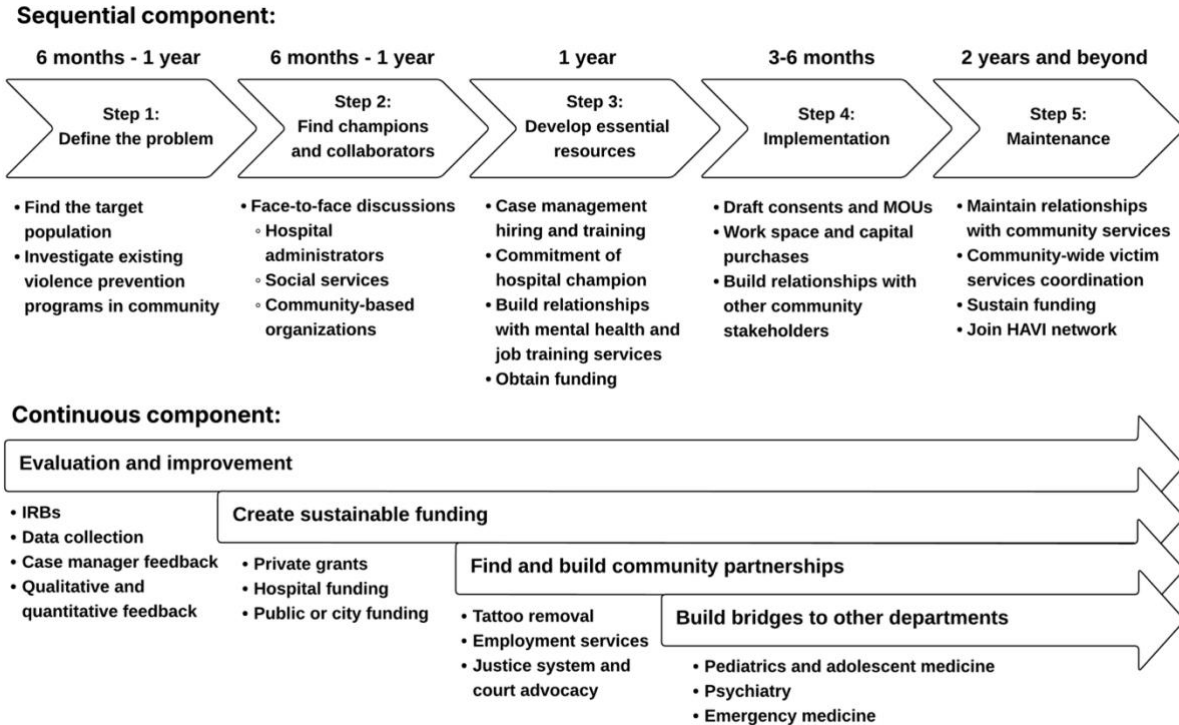 Sequential component:
6 months - 1 year
Step 1:
Define the problem
• Find the target
population
• Investigate existing
violence prevention
programs in community
6 months - 1 year
Step 2:
Find champions
and collaborators
• Face-to-face discussions
◦ Hospital
administrators
◦ Social services
◦ Community-based
organizations
1 year
Step 3:
Develop essential
resources
• Case management
hiring and training
• Commitment of
hospital champion
• Build relationships
with mental health and
job training services
• Obtain funding
3-6 months
Step 4:
Implementation
• Draft consents and MOUs
• Work space and capital
purchases
• Build relationships with
other community
stakeholders
2 years and beyond
Step 5:
Maintenance
• Maintain relationships
with community services
• Community-wide victim
services coordination
• Sustain funding
• Join HAVI network
Continuous component:
Evaluation and improvement
• IRBs
• Data collection
• Case manager feedback
• Qualitative and
quantitative feedback
Create sustainable funding
• Private grants
• Hospital funding
• Public or city funding
Find and build community partnerships
• Tattoo removal
• Employment services
• Justice system and
court advocacy
Build bridges to other departments
• Pediatrics and adolescent medicine
• Psychiatry
• Emergency medicine